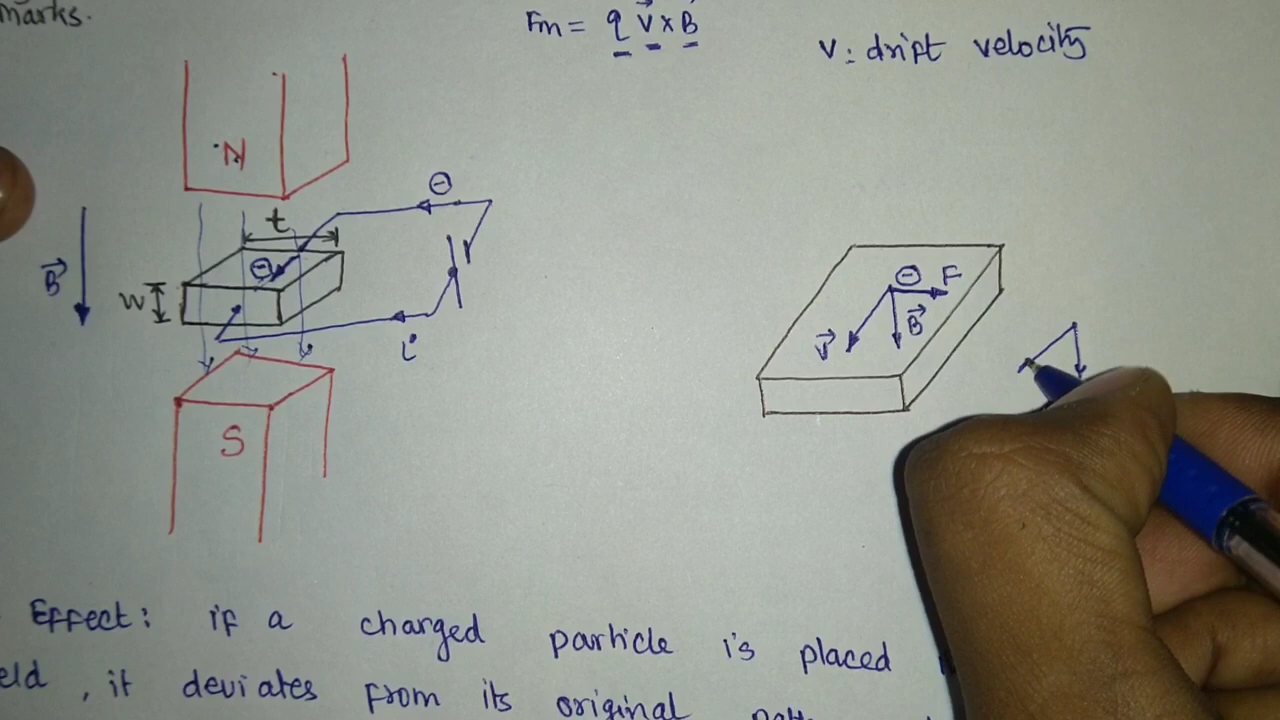 marks.
Fm = q V⃗ x B⃗
V: drift velocity
N
⊖
t
B⃗
W
⊖
i
S
⊖ F
V⃗ B⃗
Effect: if a charged particle is placed
eld, it deviates from its original